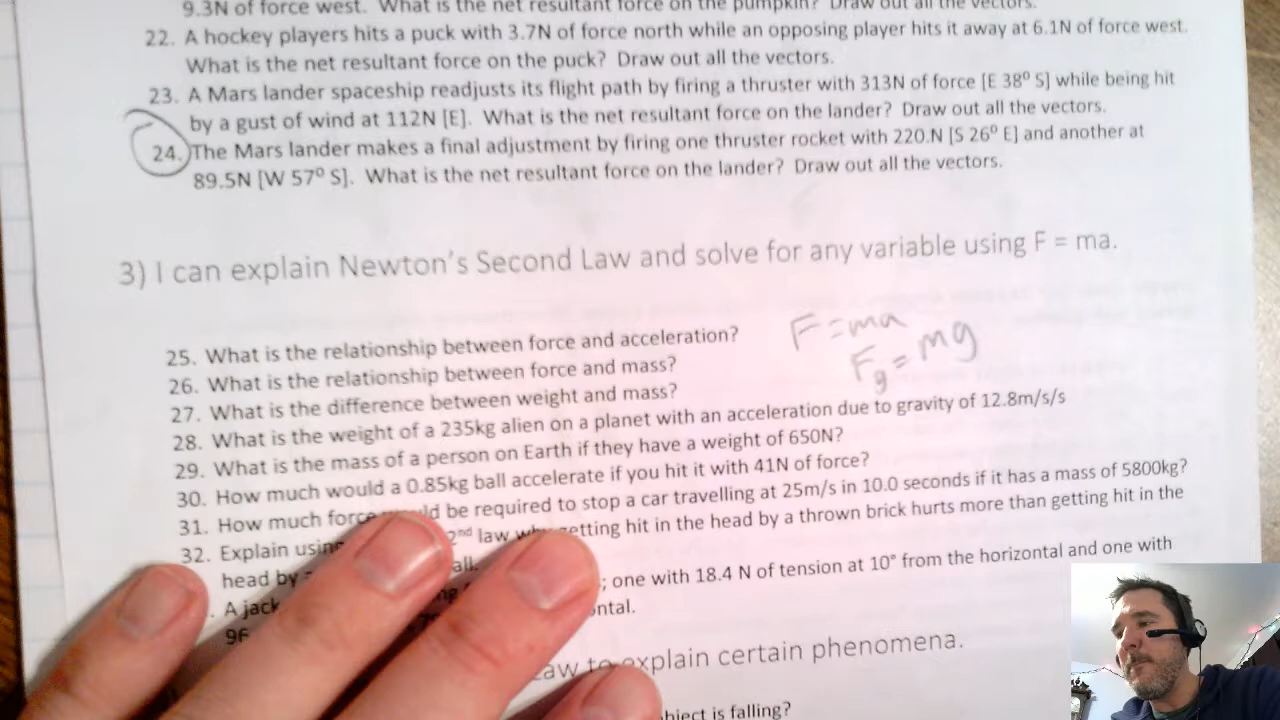 9.3N of force west. What is the net resultant force on the pumpkin? Draw out all the vectors.
22. A hockey players hits a puck with 3.7N of force north while an opposing player hits it away at 6.1N of force west.
What is the net resultant force on the puck? Draw out all the vectors.
23. A Mars lander spaceship readjusts its flight path by firing a thruster with 313N of force [E 38⁰ S] while being hit
by a gust of wind at 112N [E]. What is the net resultant force on the lander? Draw out all the vectors.
24. The Mars lander makes a final adjustment by firing one thruster rocket with 220.N [S 26⁰ E] and another at
89.5N [W 57⁰ S]. What is the net resultant force on the lander? Draw out all the vectors.
3) I can explain Newton's Second Law and solve for any variable using F = ma.
F = ma
Fg = mg
25. What is the relationship between force and acceleration?
26. What is the relationship between force and mass?
27. What is the difference between weight and mass?
28. What is the weight of a 235kg alien on a planet with an acceleration due to gravity of 12.8m/s/s
29. What is the mass of a person on Earth if they have a weight of 650N?
30. How much would a 0.85kg ball accelerate if you hit it with 41N of force?
31. How much force be required to stop a car travelling at 25m/s in 10.0 seconds if it has a mass of 5800kg?
32. Explain using 2nd law why getting hit in the head by a thrown brick hurts more than getting hit in the
head by
. A jack ; one with 18.4 N of tension at 10° from the horizontal and one with
96
Law to explain certain phenomena.
object is falling?